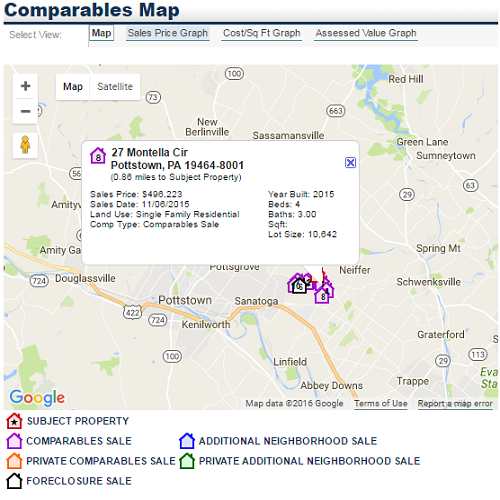 Comparables Map
Select View: Map Sales Price Graph Cost/Sq Ft Graph Assessed Value Graph
Map Satellite
+
−
100
73
663
Red Hill
New
Berlinville
Sassamansville
Green Lane
Sumneytown
8
27 Montella Cir
Pottstown, PA 19464-8001
(0.86 miles to Subject Property)
Sales Price: $496,223
Sales Date: 11/06/2015
Land Use: Single Family Residential
Comp Type: Comparables Sale
Year Built: 2015
Beds: 4
Baths: 3.00
Sqft:
Lot Size: 10,642
29
63
Amity Ga
Spring Mt
Pottsgrove
Neiffer
724
Douglassville
Schwenksville
Pottstown
Sanatoga
8
422
724
Kenilworth
29
Graterford
100
113
Linfield
Trappe
Eva
Abbey Downs
Google
Map data ©2016 Google Terms of Use Report a map error
SUBJECT PROPERTY
COMPARABLES SALE
ADDITIONAL NEIGHBORHOOD SALE
PRIVATE COMPARABLES SALE
PRIVATE ADDITIONAL NEIGHBORHOOD SALE
FORECLOSURE SALE